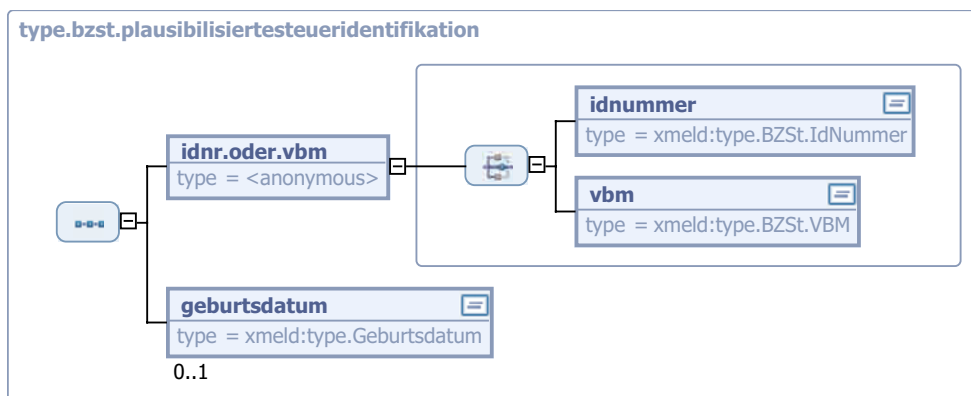 type.bzst.plausibilisiertesteueridentifikation
idnummer
type = xmeld:type.BZSt.IdNummer
idnr.oder.vbm
type = <anonymous>
vbm
type = xmeld:type.BZSt.VBM
geburtsdatum
type = xmeld:type.Geburtsdatum
0..1